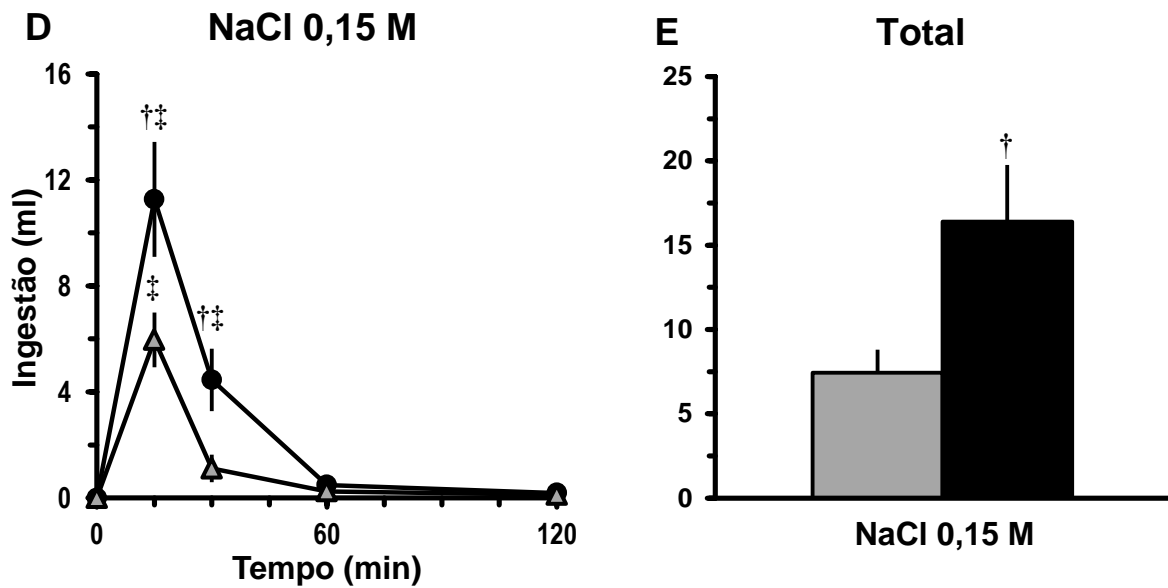 D NaCl 0,15 M
16
12
8
4
0
Ingestão (ml)
†‡
‡
†‡
0 60 120
Tempo (min)
E Total
25
20
15
10
5
0
†
NaCl 0,15 M